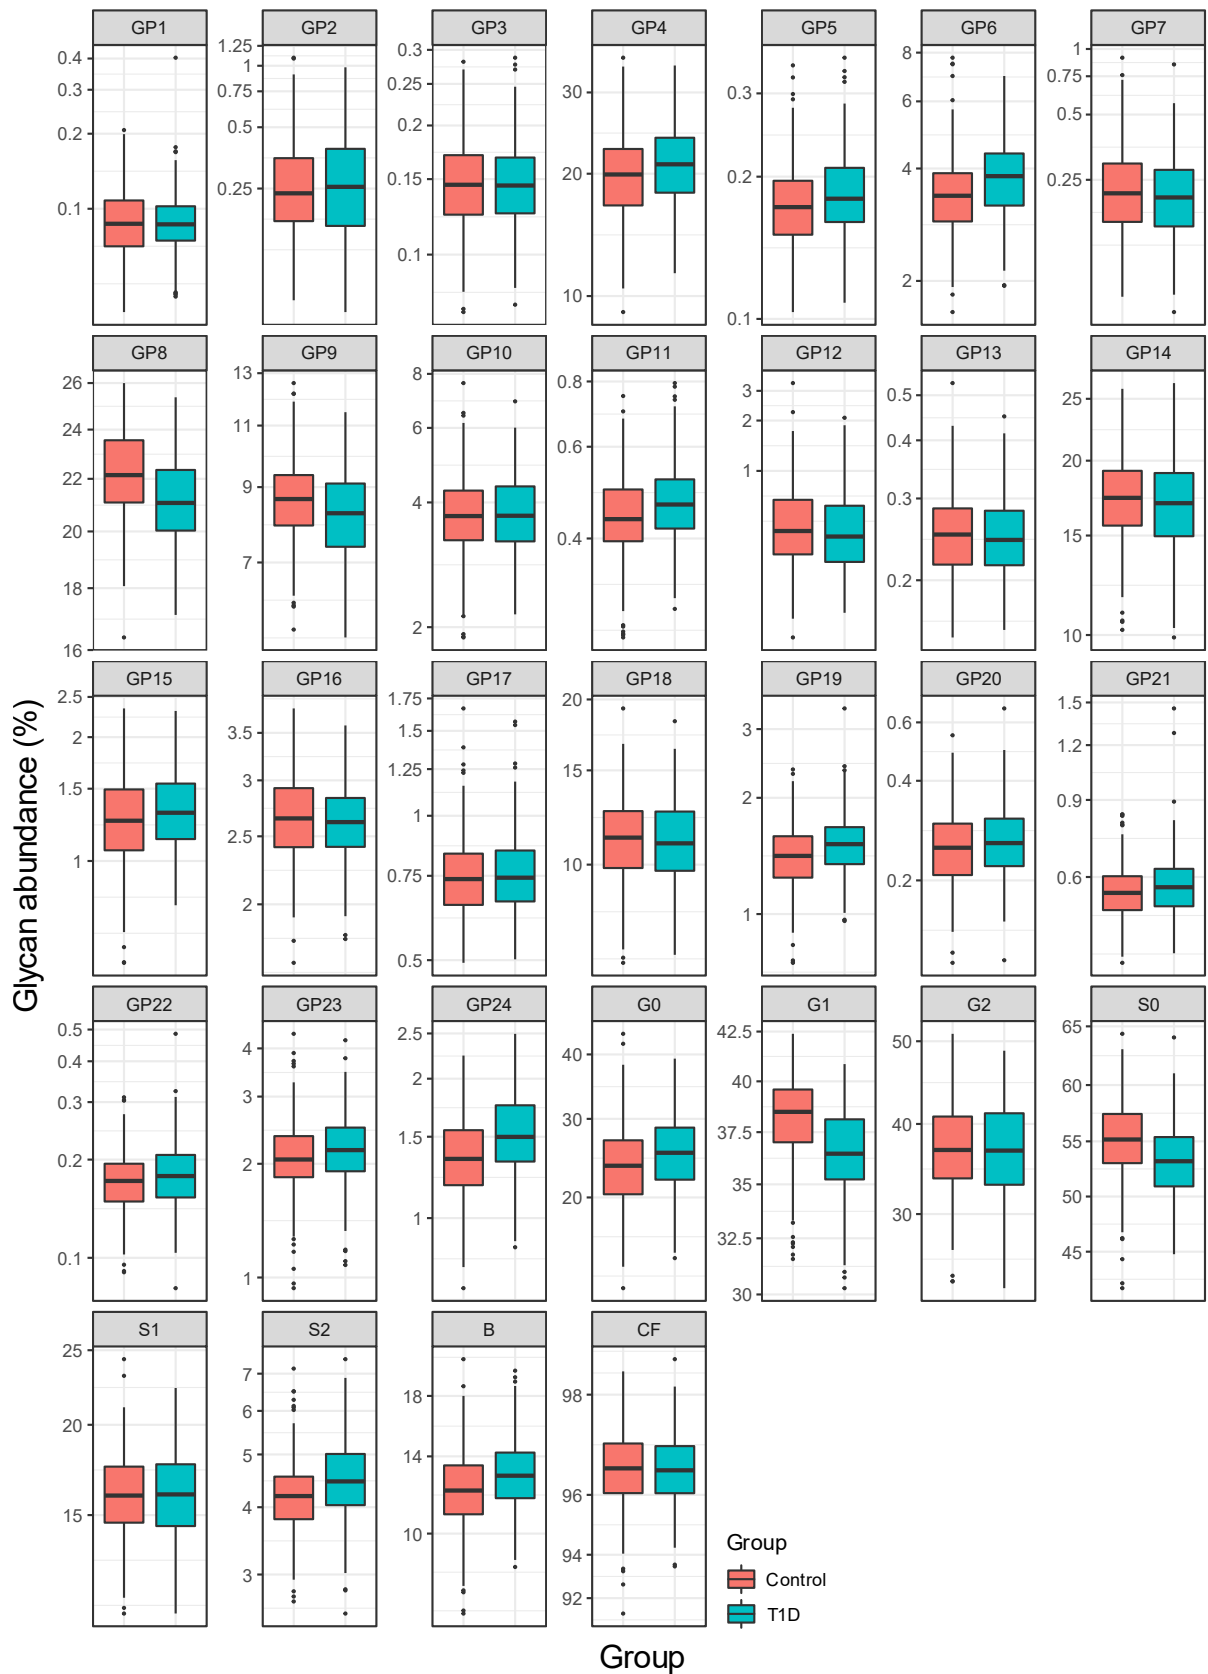 GP1 GP2 GP3 GP4 GP5 GP6 GP7
0.4 0.3 0.2 0.1
1.25 1 0.75 0.5 0.25
0.3 0.25 0.2 0.15 0.1
30 20 10
0.3 0.2 0.1
8 6 4 2
1 0.75 0.5 0.25
GP8 GP9 GP10 GP11 GP12 GP13 GP14
26 24 22 20 18 16
13 11 9 7
8 6 4 2
0.8 0.6 0.4
3 2 1
0.5 0.4 0.3 0.2
25 20 15 10
Glycan abundance (%)
GP15 GP16 GP17 GP18 GP19 GP20 GP21
2.5 2 1.5 1
3.5 3 2.5 2
1.75 1.5 1.25 1 0.75 0.5
20 15 10
3 2 1
0.6 0.4 0.2
1.5 1.2 0.9 0.6
GP22 GP23 GP24 G0 G1 G2 S0
0.5 0.4 0.3 0.2 0.1
4 3 2 1
2.5 2 1.5 1
40 30 20
42.5 40 37.5 35 32.5 30
50 40 30
65 60 55 50 45
S1 S2 B CF
25 20 15
7 6 5 4 3
18 14 10
98 96 94 92
Group
Control
T1D
Group